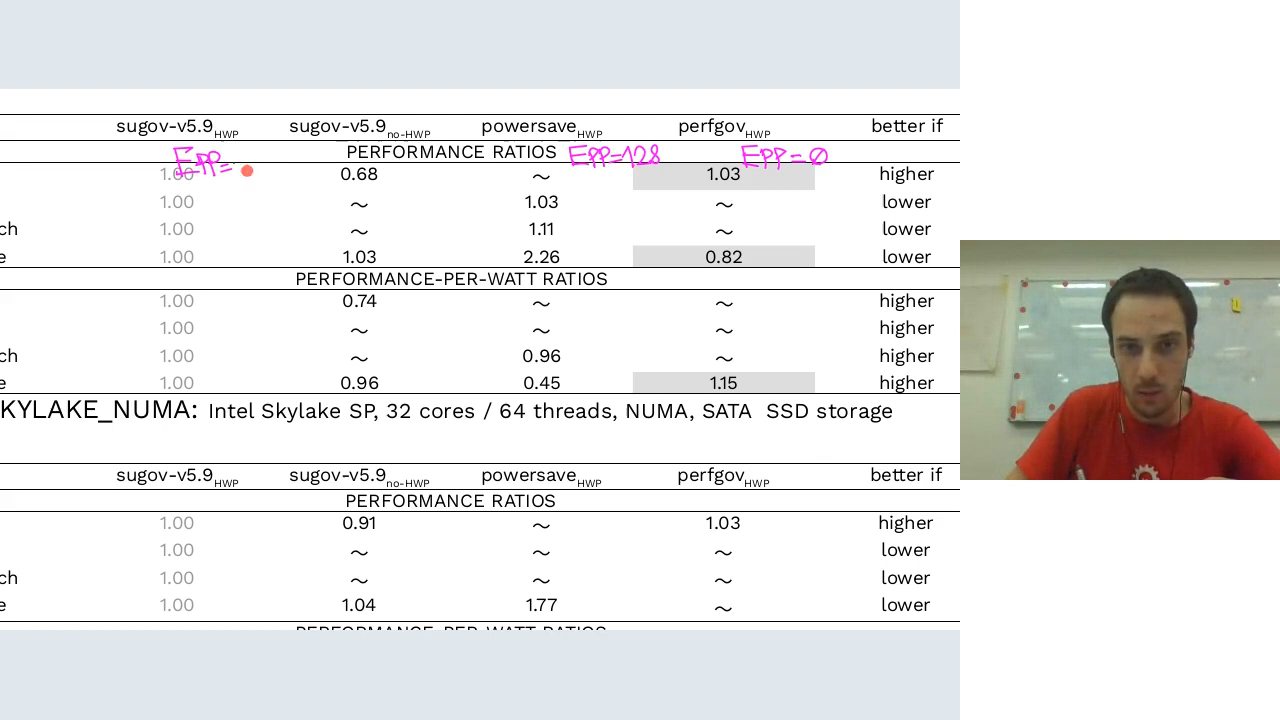 sugov-v5.9HWP sugov-v5.9no-HWP powersaveHWP perfgovHWP better if
PERFORMANCE RATIOS
EPP= EPP=128 EPP=0
1.00 0.68 ~ 1.03 higher
1.00 ~ 1.03 ~ lower
ch 1.00 ~ 1.11 ~ lower
e 1.00 1.03 2.26 0.82 lower
PERFORMANCE-PER-WATT RATIOS
1.00 0.74 ~ ~ higher
1.00 ~ ~ ~ higher
ch 1.00 ~ 0.96 ~ higher
e 1.00 0.96 0.45 1.15 higher
KYLAKE_NUMA: Intel Skylake SP, 32 cores / 64 threads, NUMA, SATA SSD storage
sugov-v5.9HWP sugov-v5.9no-HWP powersaveHWP perfgovHWP better if
PERFORMANCE RATIOS
1.00 0.91 ~ 1.03 higher
1.00 ~ ~ ~ lower
ch 1.00 ~ ~ ~ lower
e 1.00 1.04 1.77 ~ lower
PERFORMANCE-PER-WATT RATIOS